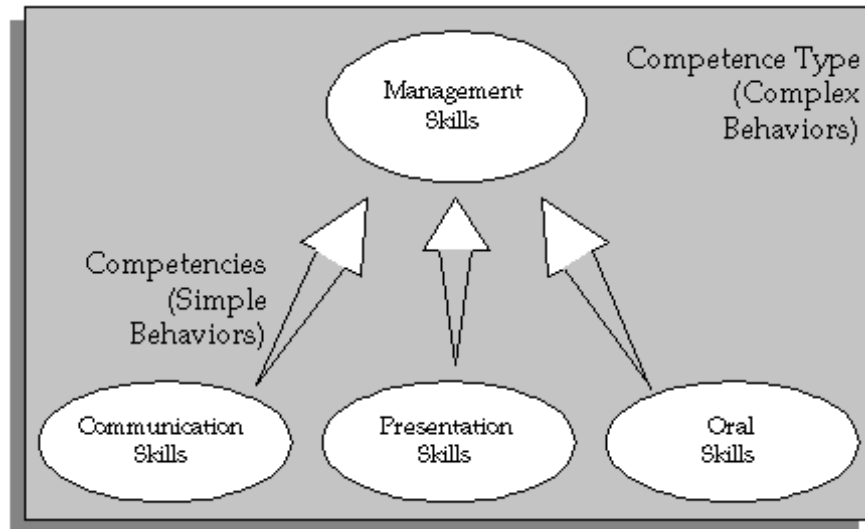 Management
Skills
Competence Type
(Complex
Behaviors)
Competencies
(Simple
Behaviors)
Communication
Skills
Presentation
Skills
Oral
Skills